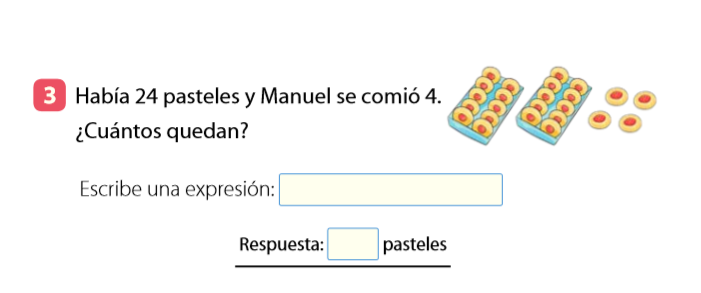 3 Había 24 pasteles y Manuel se comió 4.
¿Cuántos quedan?
Escribe una expresión:
Respuesta: pasteles